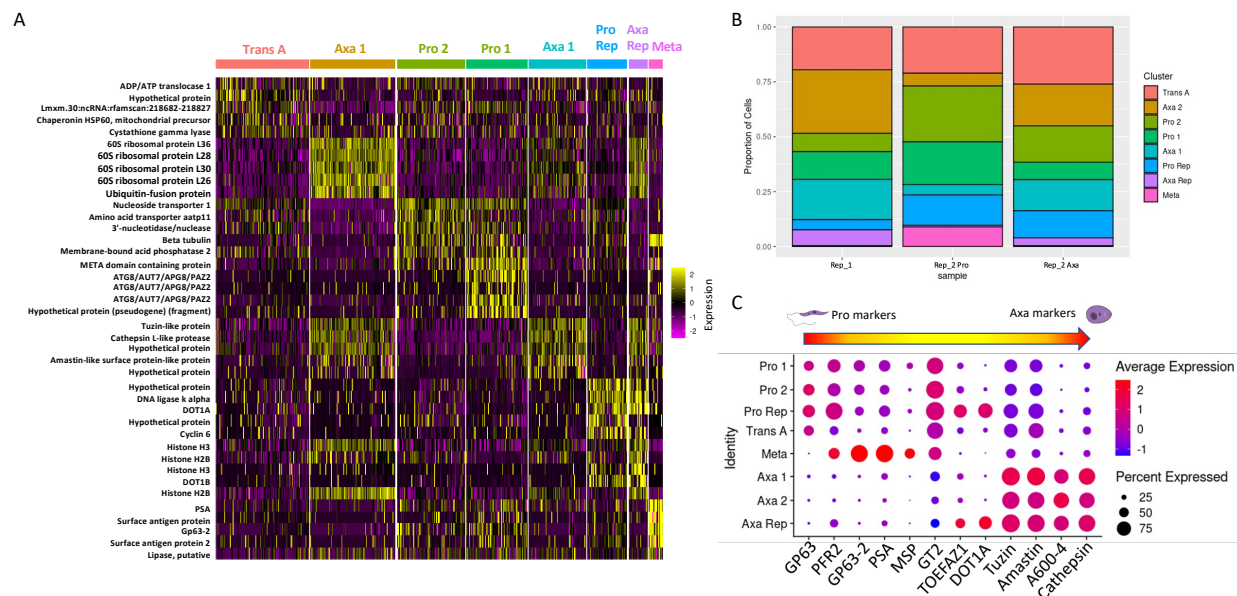 A
Trans A
Axa 1
Pro 2
Pro 1
Axa 1
Pro Rep
Axa Rep
Meta
ADP/ATP translocase 1
Hypothetical protein
Lmxm.30:ncRNA:rfamscan:218682-218827
Chaperonin HSP60, mitochondrial precursor
Cystathione gamma lyase
60S ribosomal protein L36
60S ribosomal protein L28
60S ribosomal protein L30
60S ribosomal protein L26
Ubiquitin-fusion protein
Nucleoside transporter 1
Amino acid transporter aatp11
3'-nucleotidase/nuclease
Beta tubulin
Membrane-bound acid phosphatase 2
META domain containing protein
ATG8/AUT7/APG8/PAZ2
ATG8/AUT7/APG8/PAZ2
ATG8/AUT7/APG8/PAZ2
Hypothetical protein (pseudogene) (fragment)
Tuzin-like protein
Cathepsin L-like protease
Hypothetical protein
Amastin-like surface protein-like protein
Hypothetical protein
Hypothetical protein
DNA ligase k alpha
DOT1A
Hypothetical protein
Cyclin 6
Histone H3
Histone H2B
Histone H3
DOT1B
Histone H2B
PSA
Surface antigen protein
Gp63-2
Surface antigen protein 2
Lipase, putative
2
1
0
-1
-2
Expression
B
Proportion of Cells
1.00
0.75
0.50
0.25
0.00
Rep_1
Rep_2 Pro
Rep_2 Axa
sample
Cluster
Trans A
Axa 2
Pro 2
Pro 1
Axa 1
Pro Rep
Axa Rep
Meta
C
Pro markers
Axa markers
Identity
Pro 1
Pro 2
Pro Rep
Trans A
Meta
Axa 1
Axa 2
Axa Rep
GP63
PFR2
GP63-2
PSA
MSP
GT2
TOEFAZ1
DOT1A
Tuzin
Amastin
A600-4
Cathepsin
Average Expression
2
1
0
-1
Percent Expressed
25
50
75